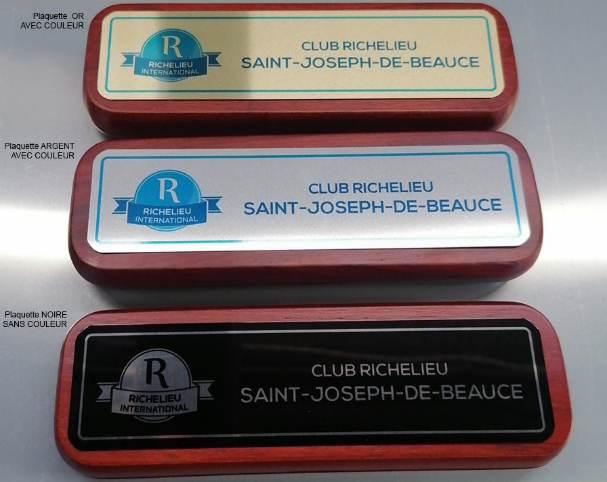 Plaquette OR
AVEC COULEUR
R
RICHELIEU
INTERNATIONAL
CLUB RICHELIEU
SAINT-JOSEPH-DE-BEAUCE
Plaquette ARGENT
AVEC COULEUR
R
RICHELIEU
INTERNATIONAL
CLUB RICHELIEU
SAINT-JOSEPH-DE-BEAUCE
Plaquette NOIRE
SANS COULEUR
R
RICHELIEU
INTERNATIONAL
CLUB RICHELIEU
SAINT-JOSEPH-DE-BEAUCE